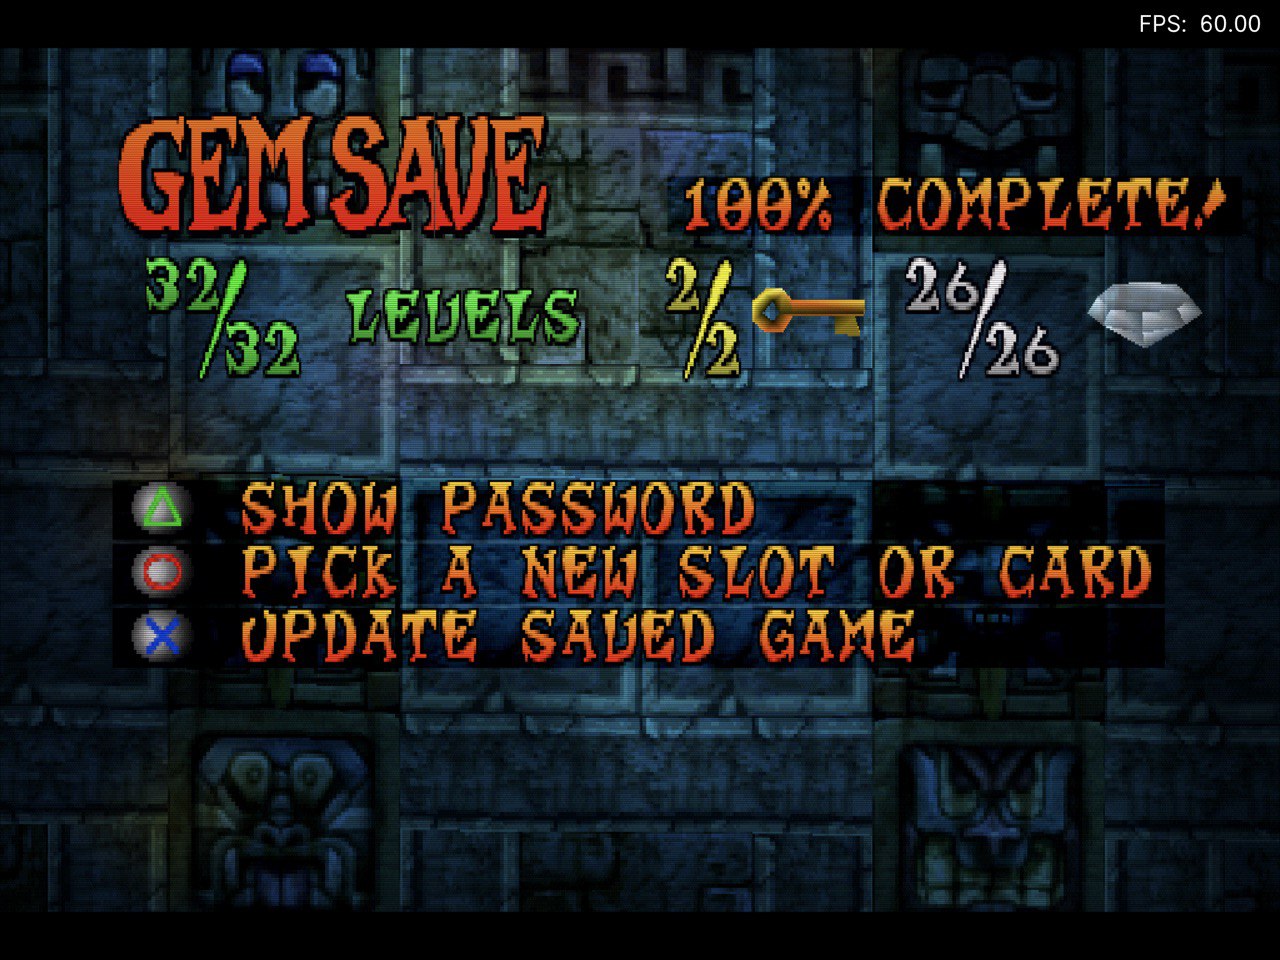 FPS: 60.00
GEM SAVE
100% COMPLETE!
32/32 LEVELS 2/2 26/26
SHOW PASSWORD
PICK A NEW SLOT OR CARD
UPDATE SAVED GAME